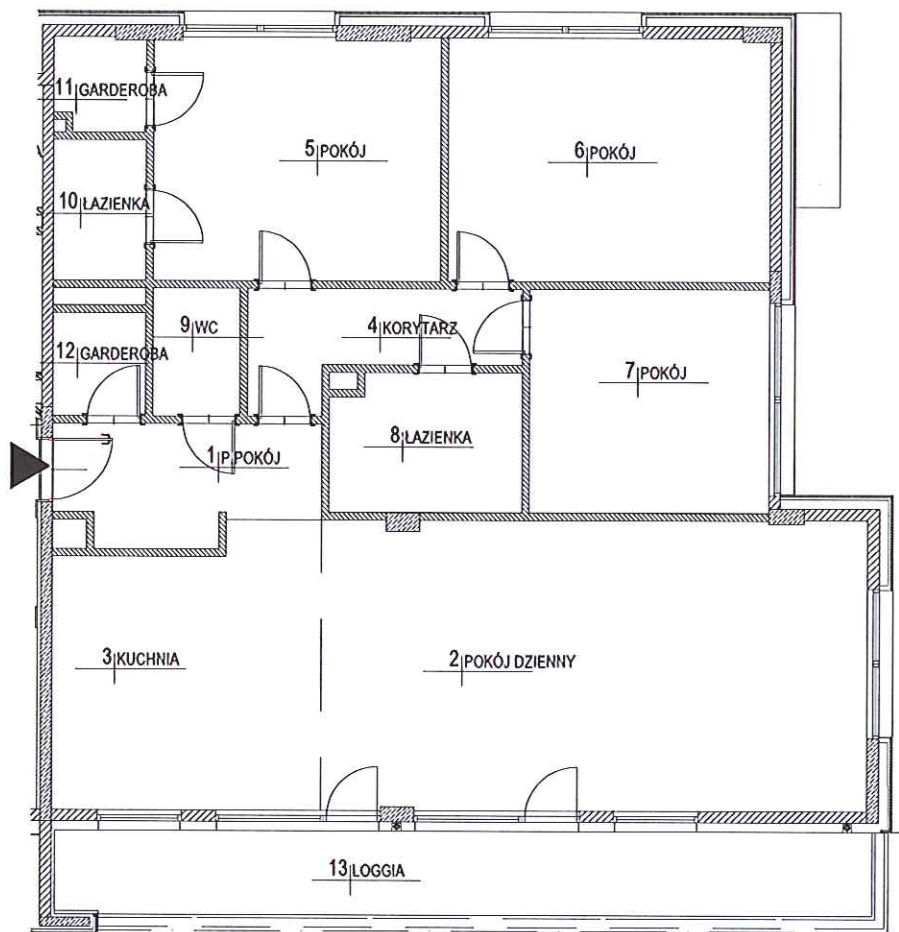 11 GARDEROBA
5 POKÓJ
6 POKÓJ
10 ŁAZIENKA
9 WC
4 KORYTARZ
12 GARDEROBA
7 POKÓJ
8 ŁAZIENKA
1 P.POKÓJ
3 KUCHNIA
2 POKÓJ DZIENNY
13 LOGGIA